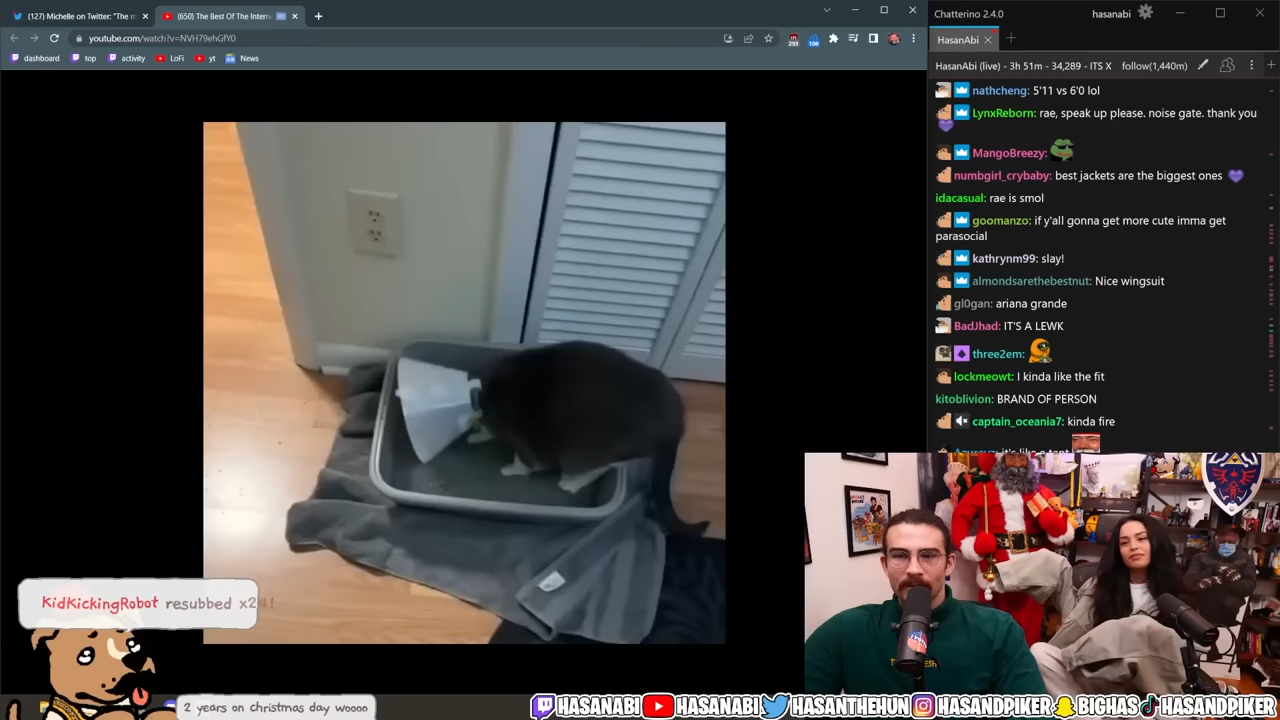 (127) Michelle on Twitter: "The m
(650) The Best Of The Intern
youtube.com/watch?v=NVH79ehGfY0
dashboard
top
activity
LoFi
yt
News
Chatterino 2.4.0
hasanabi
HasanAbi
HasanAbi (live) - 3h 51m - 34,289 - ITS X
follow(1,440m)
nathcheng: 5'11 vs 6'0 lol
LynxReborn: rae, speak up please. noise gate. thank you
MangoBreezy:
numbgirl_crybaby: best jackets are the biggest ones
idacasual: rae is smol
goomanzo: if y'all gonna get more cute imma get
parasocial
kathrynm99: slay!
almondsarethebestnut: Nice wingsuit
gl0gan: ariana grande
BadJhad: IT'S A LEWK
three2em:
lockmeowt: I kinda like the fit
kitoblivion: BRAND OF PERSON
captain_oceania7: kinda fire
it's like a tent
KidKickingRobot resubbed x24!
2 years on christmas day woooo
HASANABI
HASANABI
HASANTHEHUN
HASANDPIKER
BIGHAS
HASANDPIKER